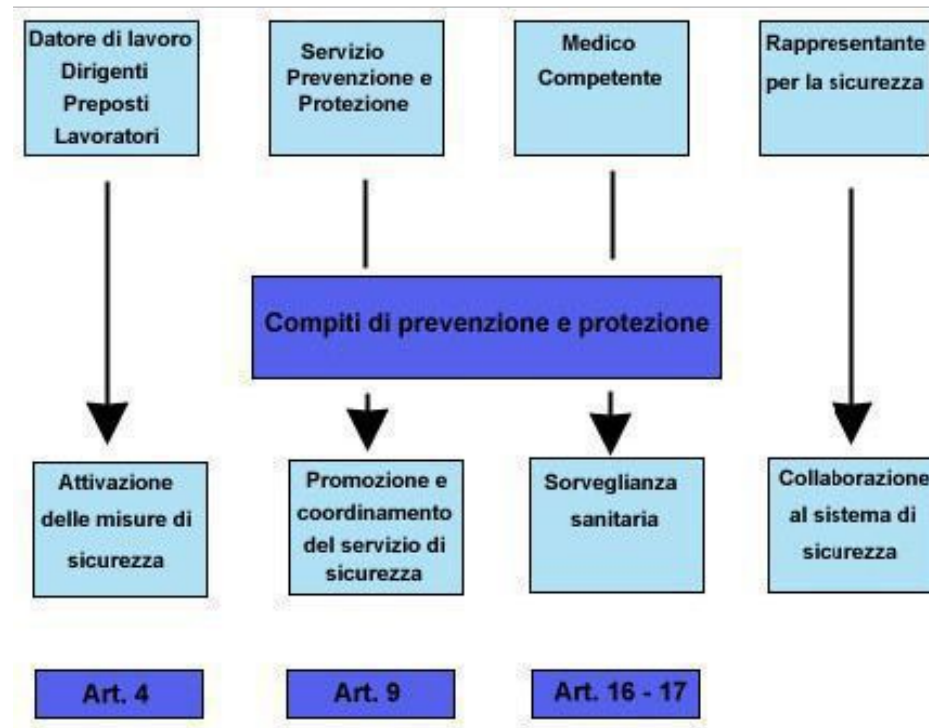 Datore di lavoro
Dirigenti
Preposti
Lavoratori
Servizio
Prevenzione e
Protezione
Medico
Competente
Rappresentante
per la sicurezza
Compiti di prevenzione e protezione
Attivazione
delle misure di
sicurezza
Promozione e
coordinamento
del servizio di
sicurezza
Sorveglianza
sanitaria
Collaborazione
al sistema di
sicurezza
Art. 4
Art. 9
Art. 16 - 17